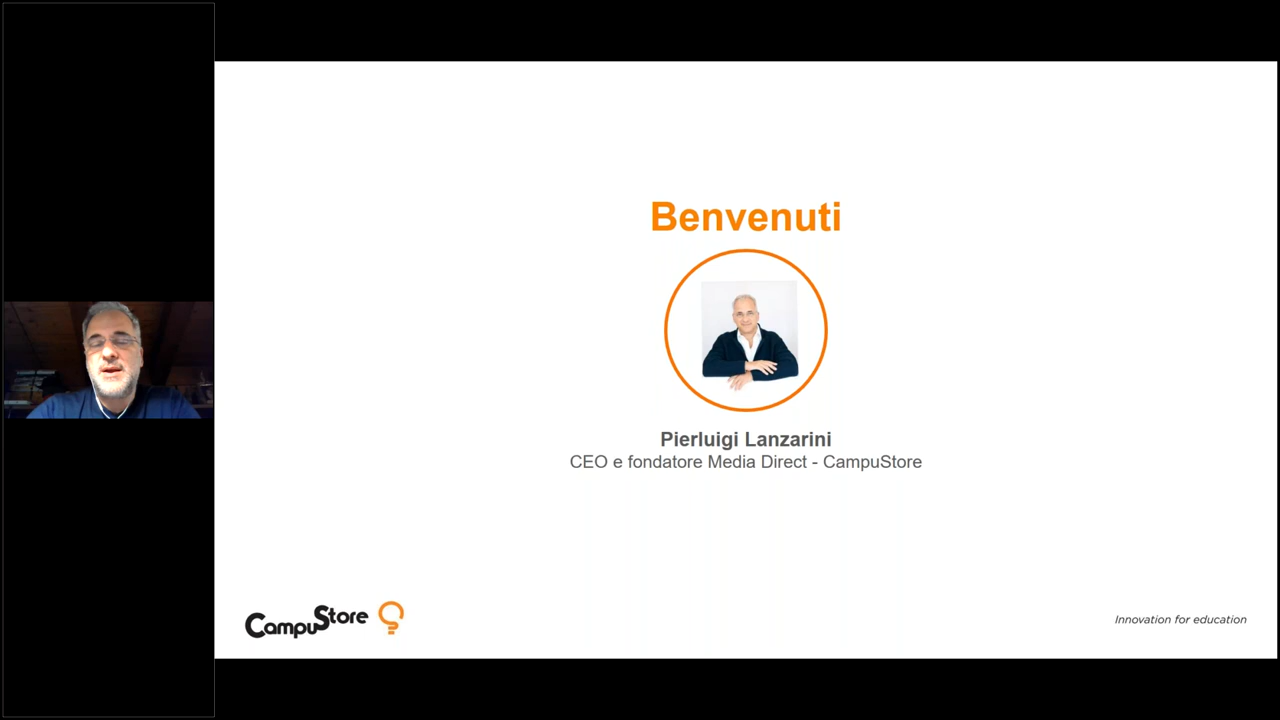 Benvenuti
Pierluigi Lanzarini
CEO e fondatore Media Direct - CampuStore
CampuStore
Innovation for education